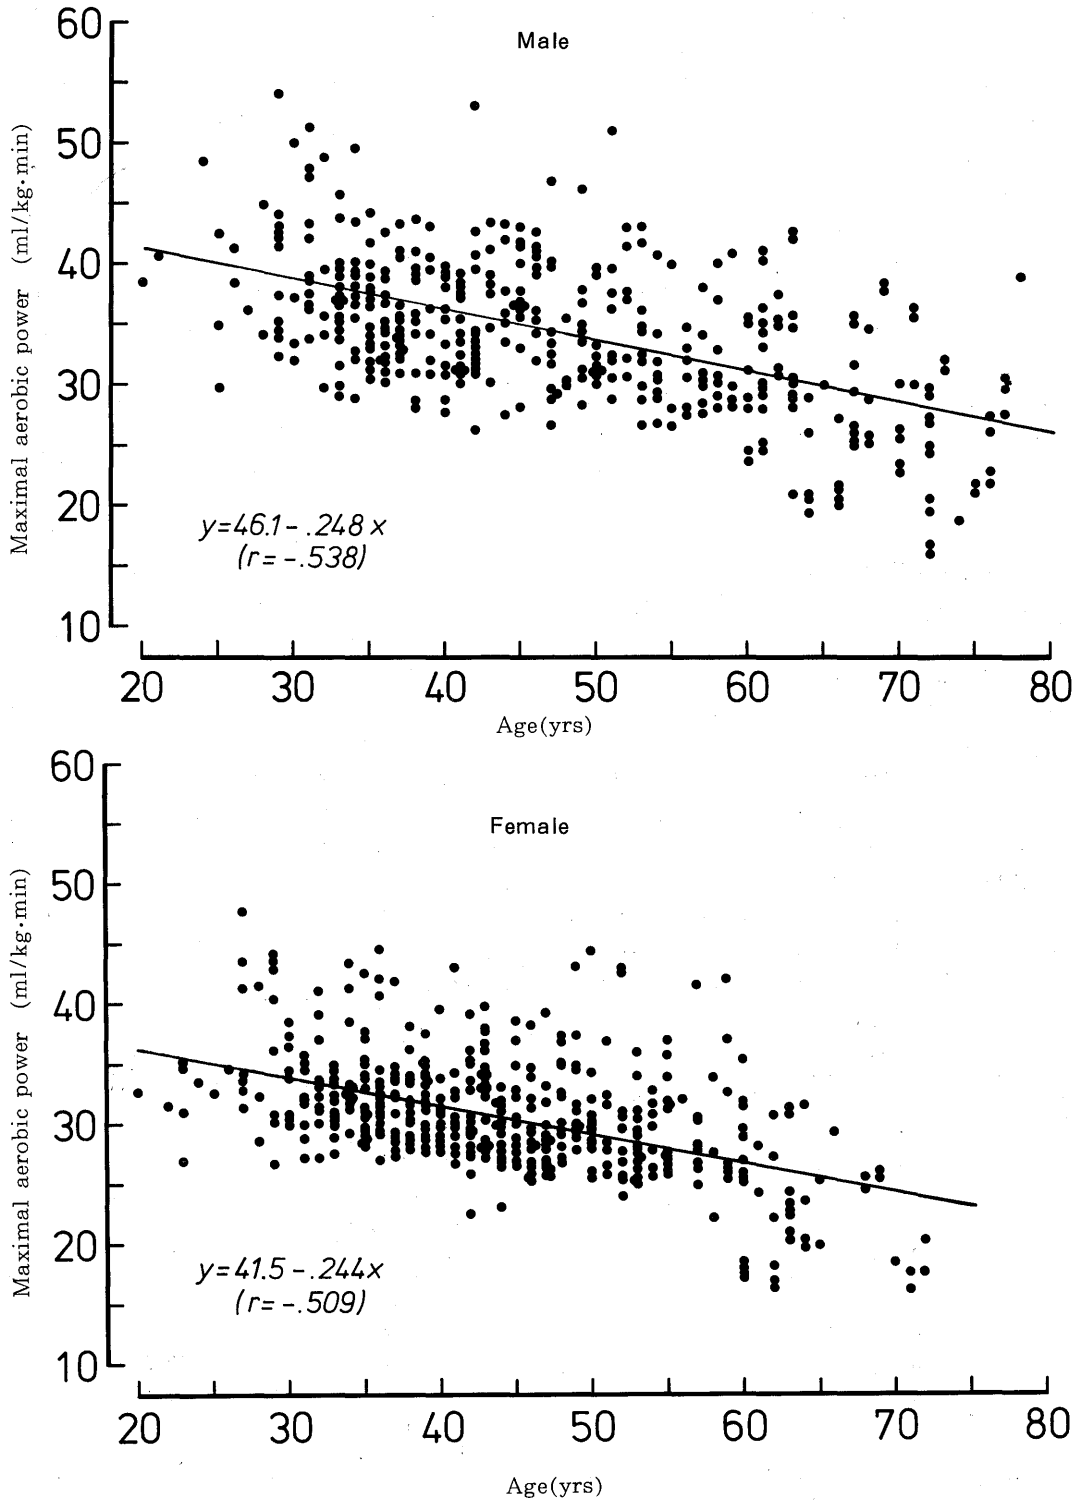 Male
60
50
40
30
20
10
Maximal aerobic power (ml/kg·min)
y=46.1-.248x
(r=-.538)
20 30 40 50 60 70 80
Age(yrs)
Female
60
50
40
30
20
10
Maximal aerobic power (ml/kg·min)
y=41.5-.244x
(r=-.509)
20 30 40 50 60 70 80
Age(yrs)